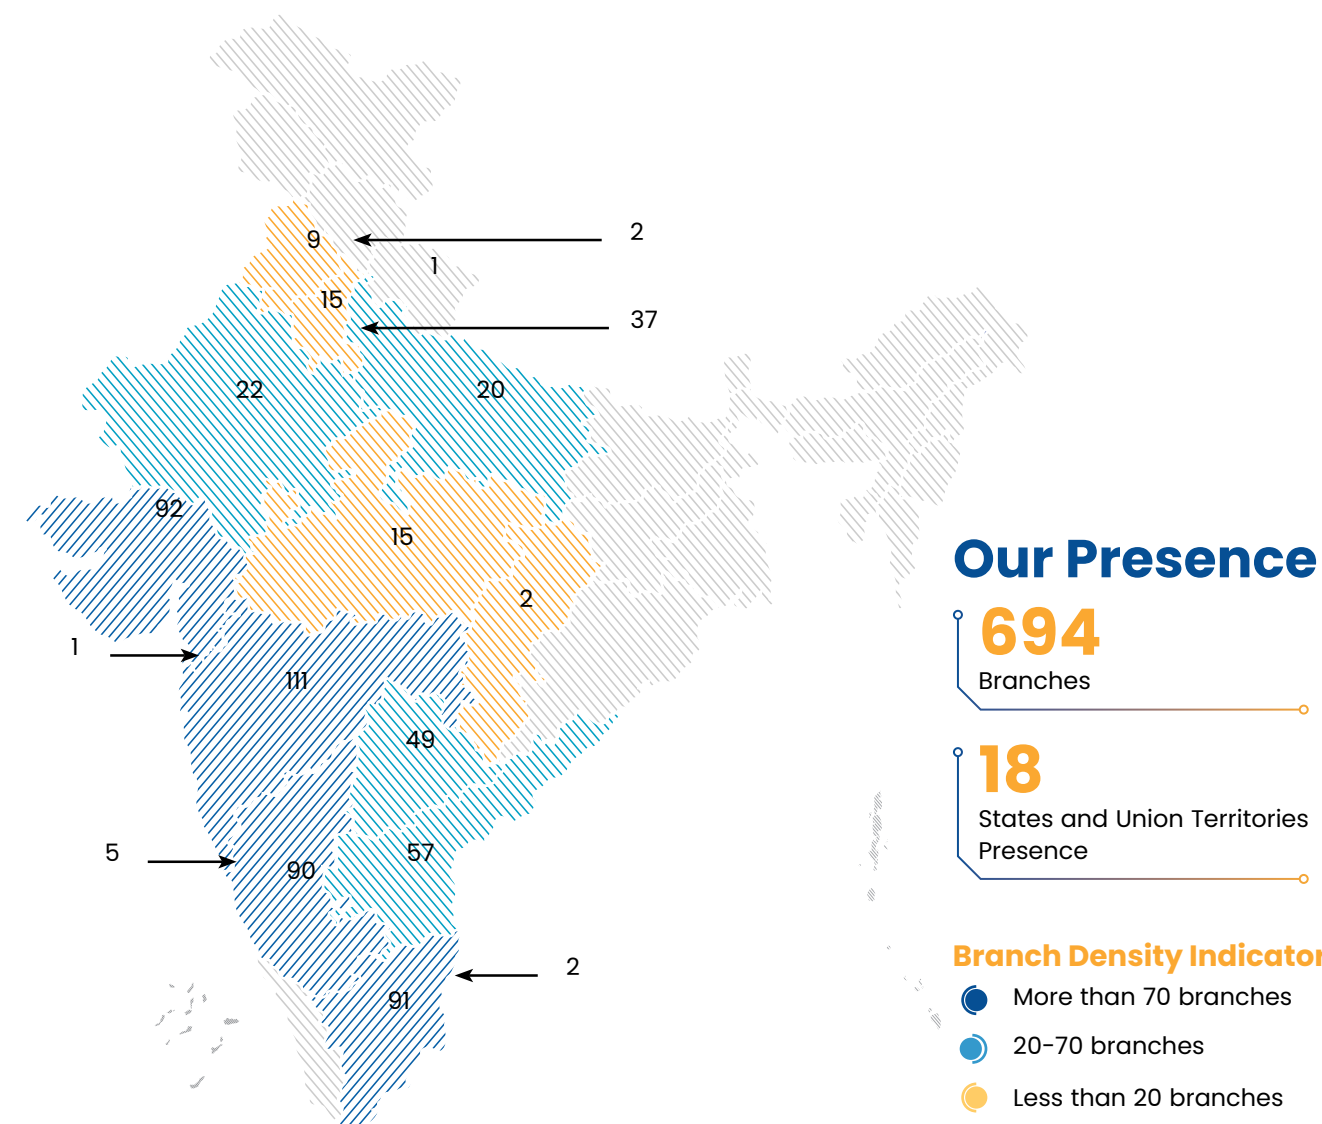 2
9
1
15
37
22
20
92
15
2
1
111
49
5
57
90
2
91
Our Presence
694
Branches
18
States and Union Territories
Presence
Branch Density Indicator
More than 70 branches
20-70 branches
Less than 20 branches